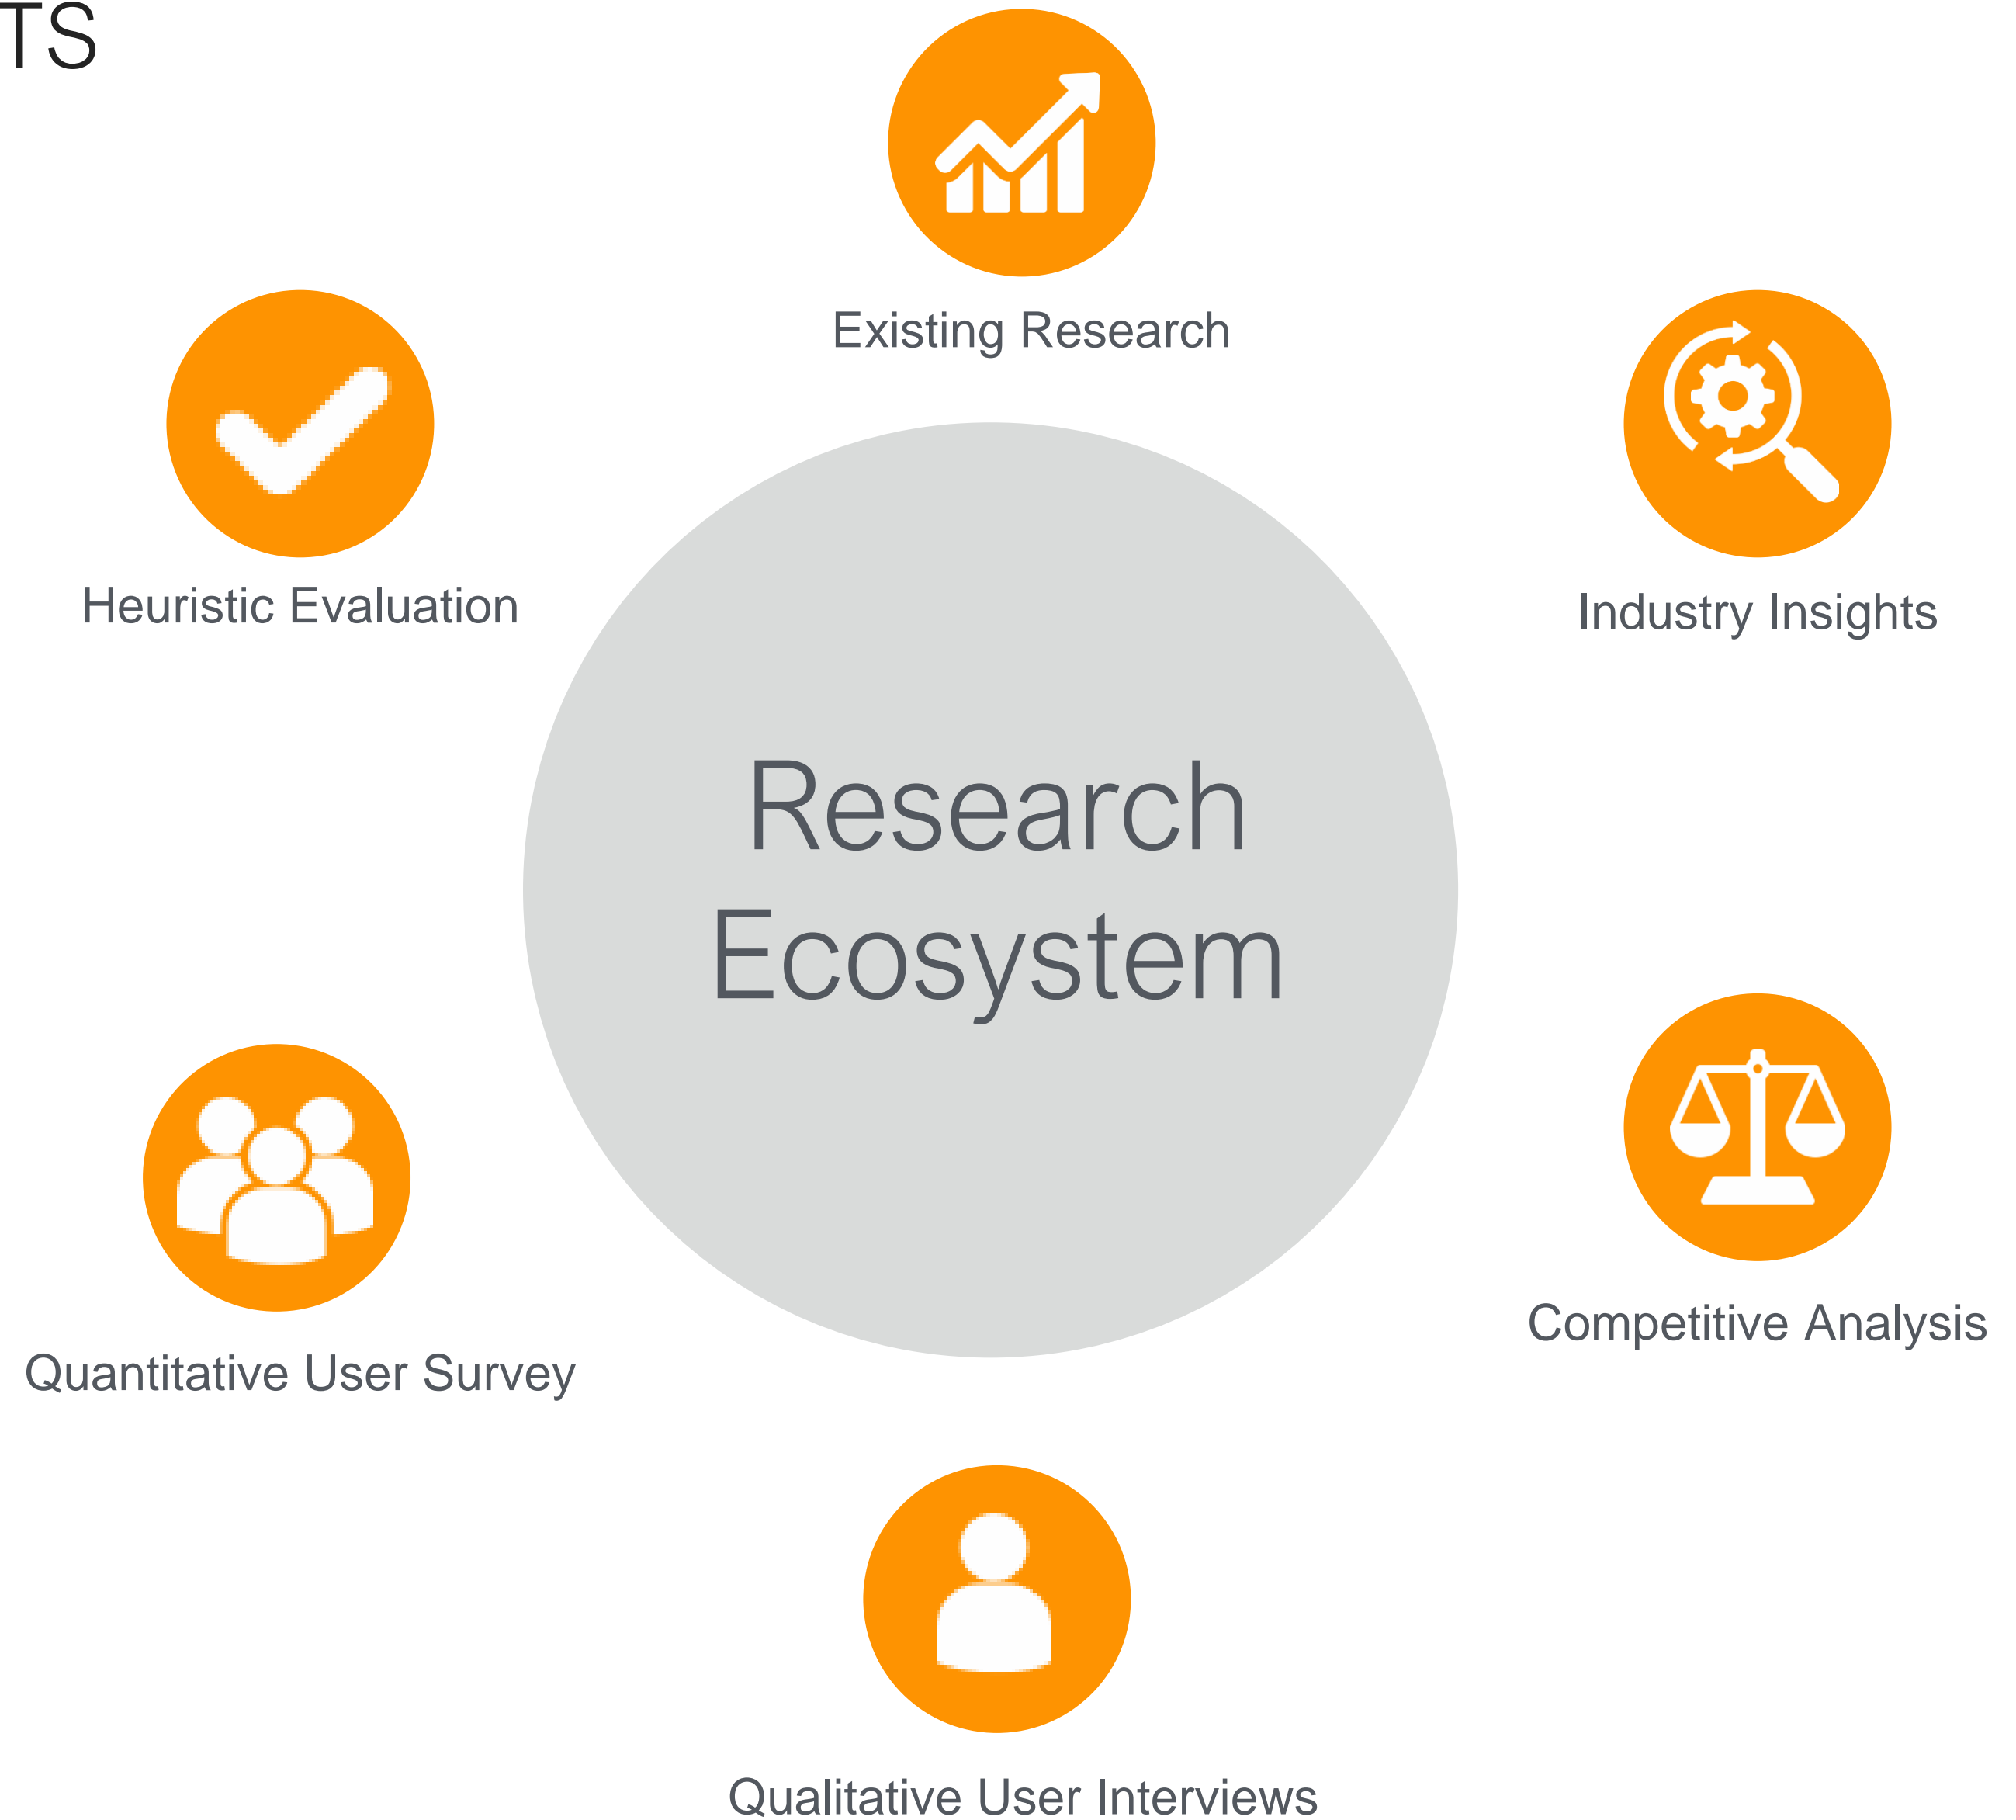 TS
Existing Research
Heuristic Evaluation
Industry Insights
Research
Ecosystem
Competitive Analysis
Quantitative User Survey
Qualitative User Interviews